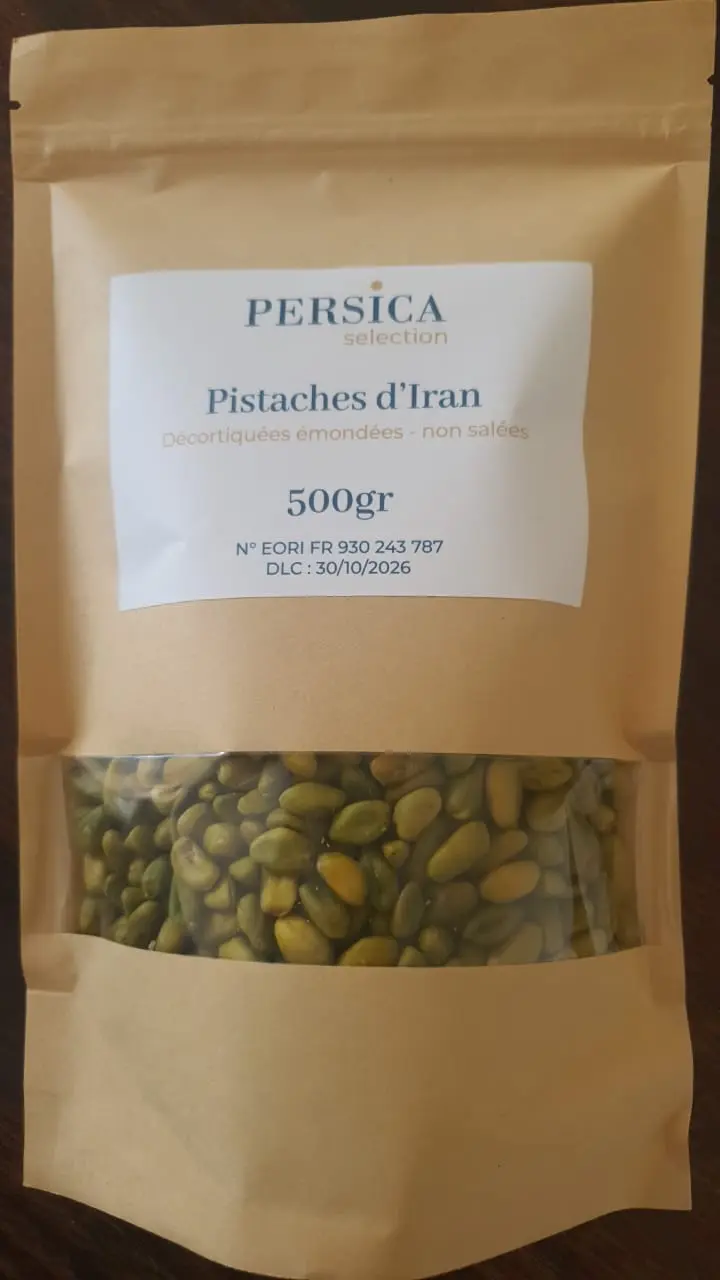 PERSICA
selection
Pistaches d'Iran
Décortiquées émondées - non salées
500gr
N° EORI FR 930 243 787
DLC : 30/10/2026